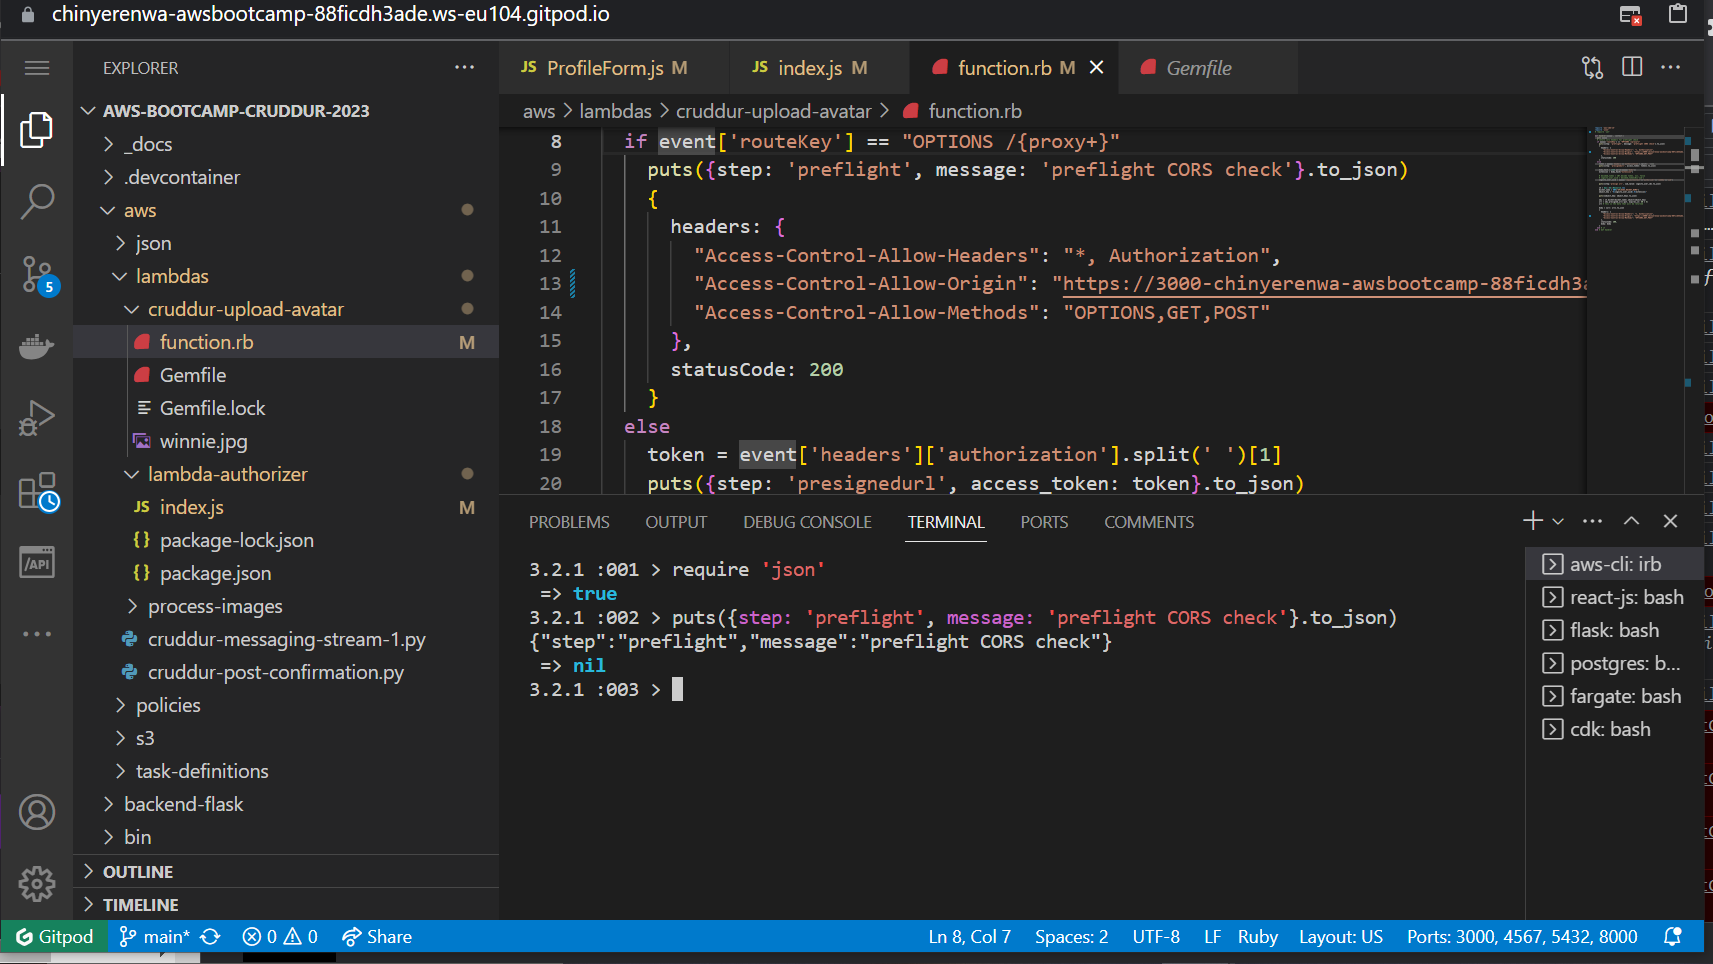 chinyerenwa-awsbootcamp-88ficdh3ade.ws-eu104.gitpod.io
EXPLORER
AWS-BOOTCAMP-CRUDDUR-2023
_docs
.devcontainer
aws
json
lambdas
cruddur-upload-avatar
function.rb M
Gemfile
Gemfile.lock
winnie.jpg
lambda-authorizer
JS index.js M
{} package-lock.json
{} package.json
process-images
cruddur-messaging-stream-1.py
cruddur-post-confirmation.py
policies
s3
task-definitions
backend-flask
bin
OUTLINE
TIMELINE
5
/API
JS ProfileForm.js M JS index.js M function.rb M Gemfile
aws > lambdas > cruddur-upload-avatar > function.rb
8 if event['routeKey'] == "OPTIONS /{proxy+}"
9 puts({step: 'preflight', message: 'preflight CORS check'}.to_json)
10 {
11 headers: {
12 "Access-Control-Allow-Headers": "*, Authorization",
13 "Access-Control-Allow-Origin": "https://3000-chinyerenwa-awsbootcamp-88ficdh3a
14 "Access-Control-Allow-Methods": "OPTIONS,GET,POST"
15 },
16 statusCode: 200
17 }
18 else
19 token = event['headers']['authorization'].split(' ')[1]
20 puts({step: 'presignedurl', access_token: token}.to_json)
PROBLEMS OUTPUT DEBUG CONSOLE TERMINAL PORTS COMMENTS
3.2.1 :001 > require 'json'
=> true
3.2.1 :002 > puts({step: 'preflight', message: 'preflight CORS check'}.to_json)
{"step":"preflight","message":"preflight CORS check"}
=> nil
3.2.1 :003 >
aws-cli: irb
react-js: bash
flask: bash
postgres: b...
fargate: bash
cdk: bash
Gitpod main* 0 0 Share Ln 8, Col 7 Spaces: 2 UTF-8 LF Ruby Layout: US Ports: 3000, 4567, 5432, 8000